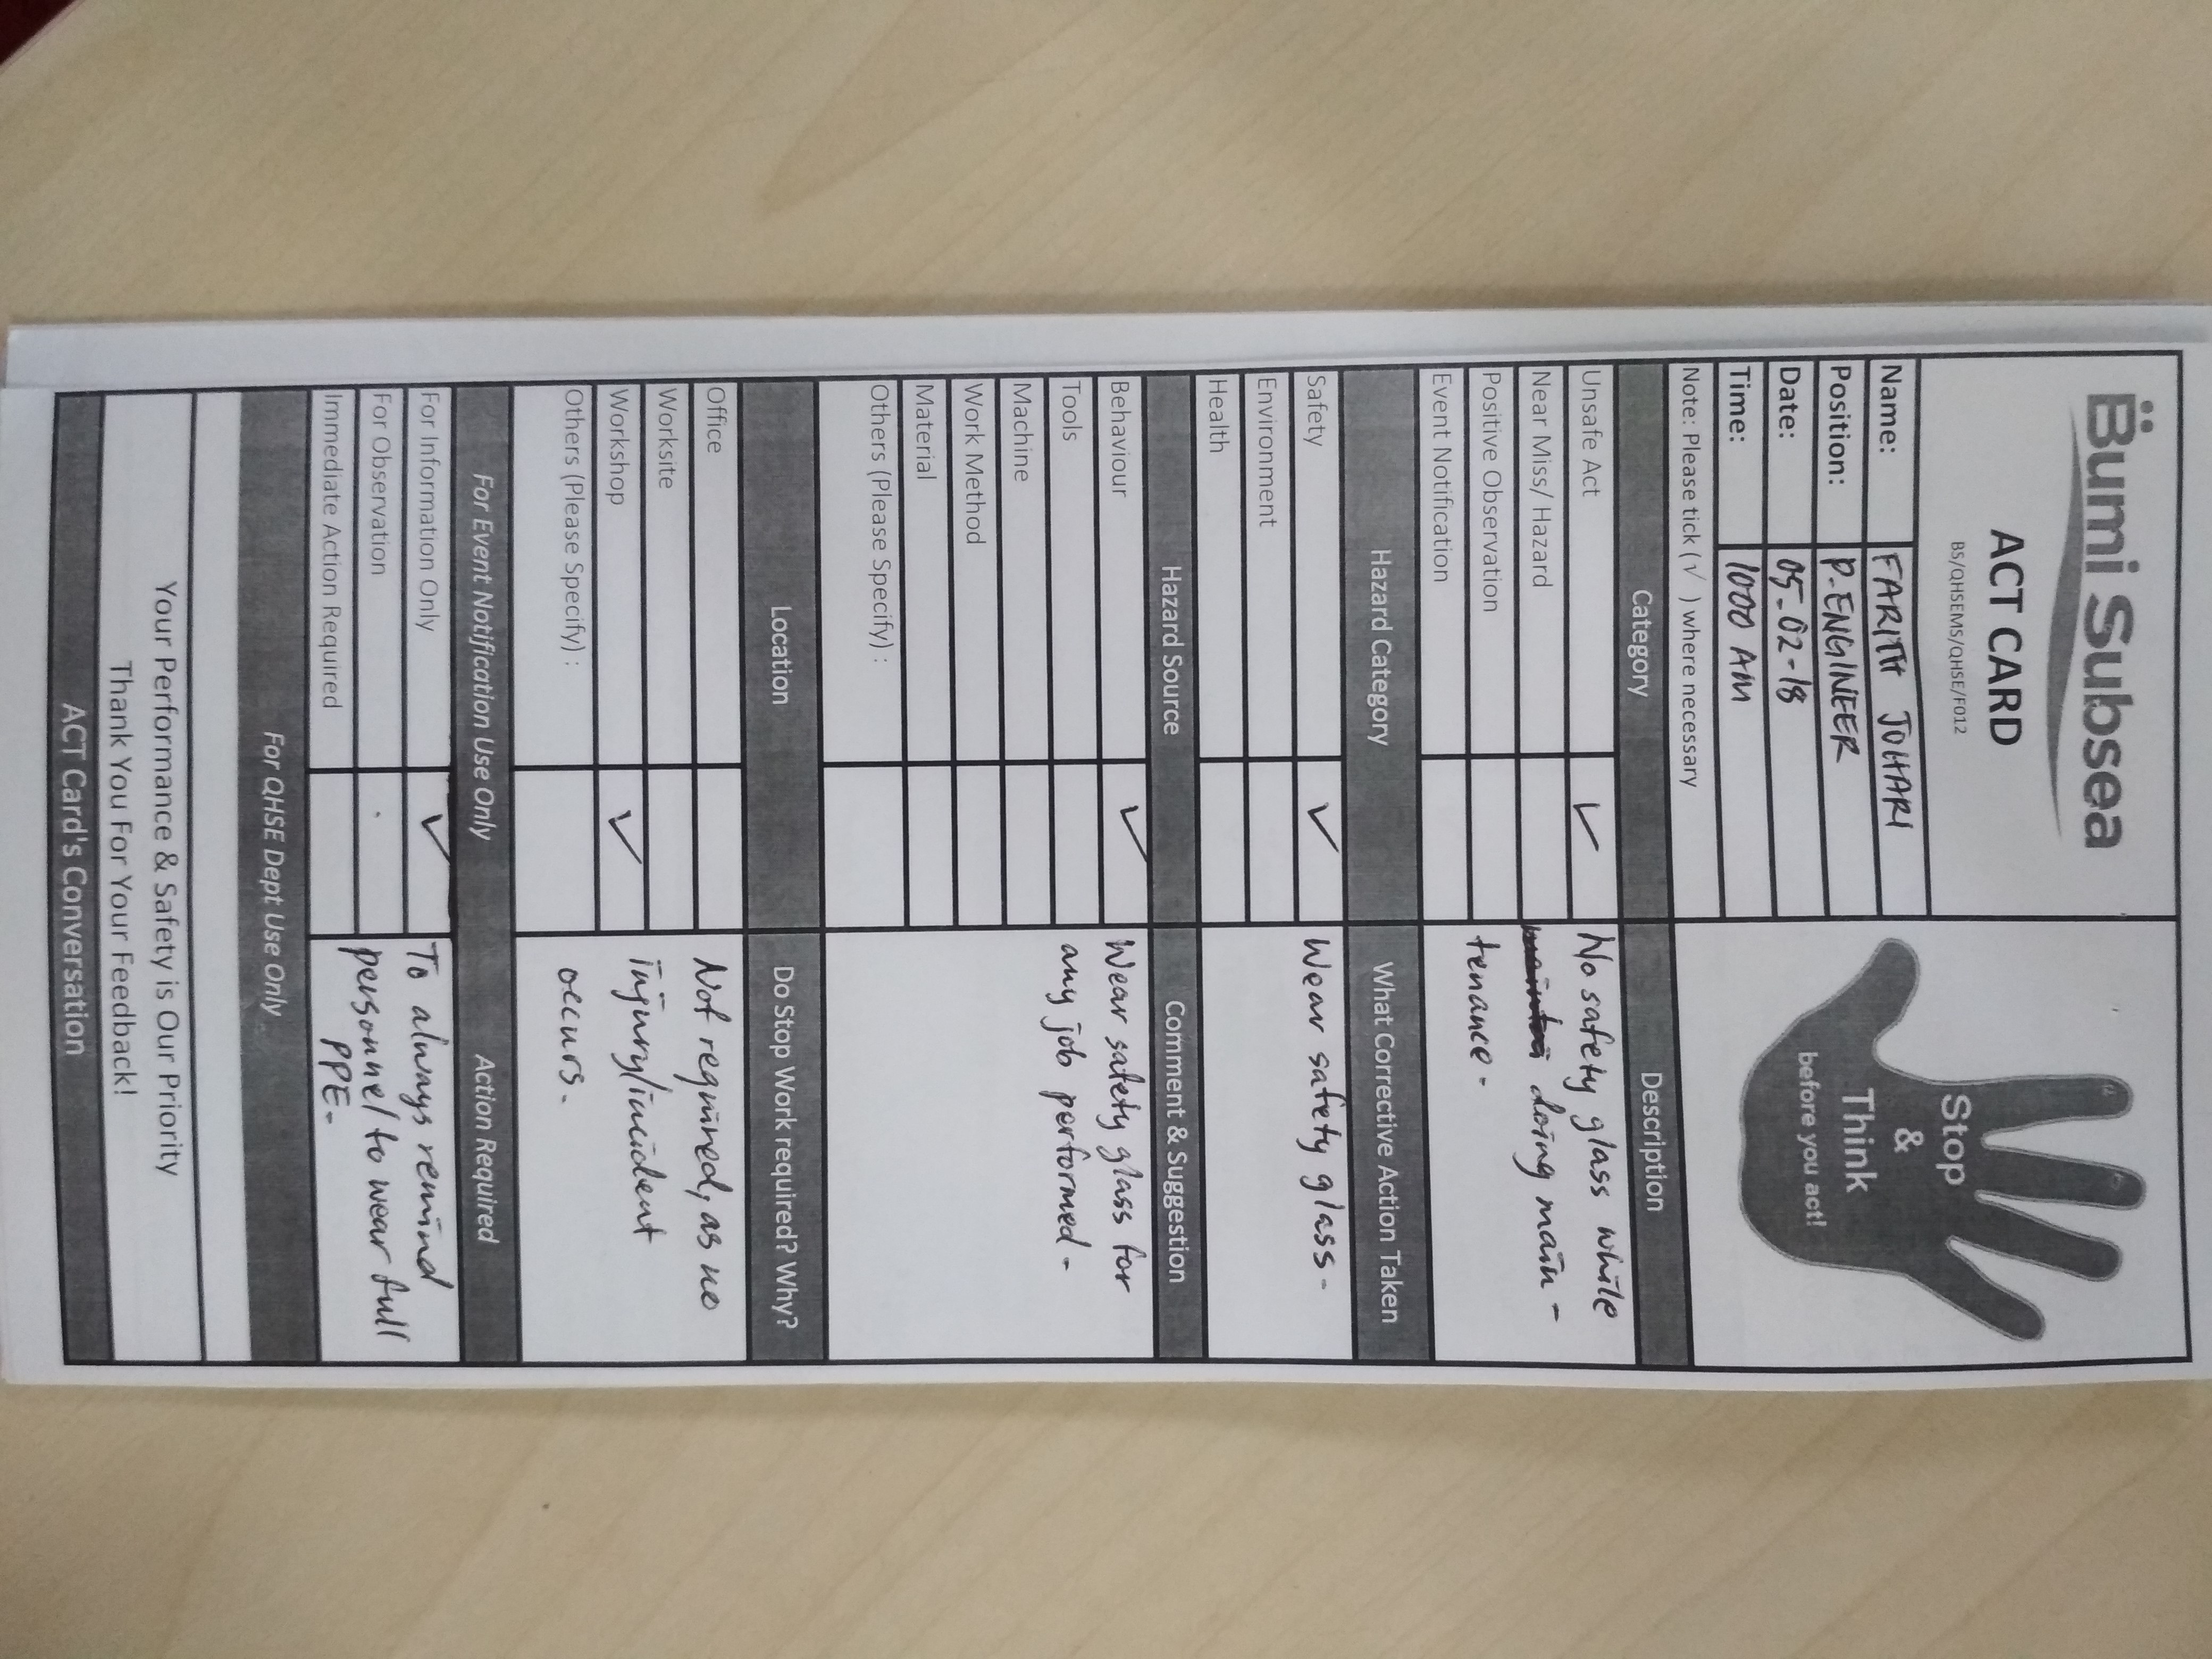 Bumi Subsea
ACT CARD
BS/QHSEMS/QHSE/F012
Stop
&
Think
before you act!
Name: FARITH JOHARI
Position: P. ENGINEER
Date: 05-02-18
Time: 1000 AM
Note: Please tick (√ ) where necessary
Category Description
Unsafe Act ✓ No safety glass while
Near Miss/ Hazard doing main-
Positive Observation tenance.
Event Notification
Hazard Category What Corrective Action Taken
Safety ✓ Wear safety glass.
Environment
Health
Hazard Source Comment & Suggestion
Behaviour ✓ Wear safety glass for
Tools any job performed.
Machine
Work Method
Material
Others (Please Specify) :
Location Do Stop Work required? Why?
Office Not required, as no
Worksite injury/incident
Workshop ✓
Others (Please Specify) : occurs.
For Event Notification Use Only Action Required
For Information Only ✓ To always remind
For Observation personnel to wear full
Immediate Action Required PPE.
For QHSE Dept Use Only
Your Performance & Safety is Our Priority
Thank You For Your Feedback!
ACT Card's Conversation